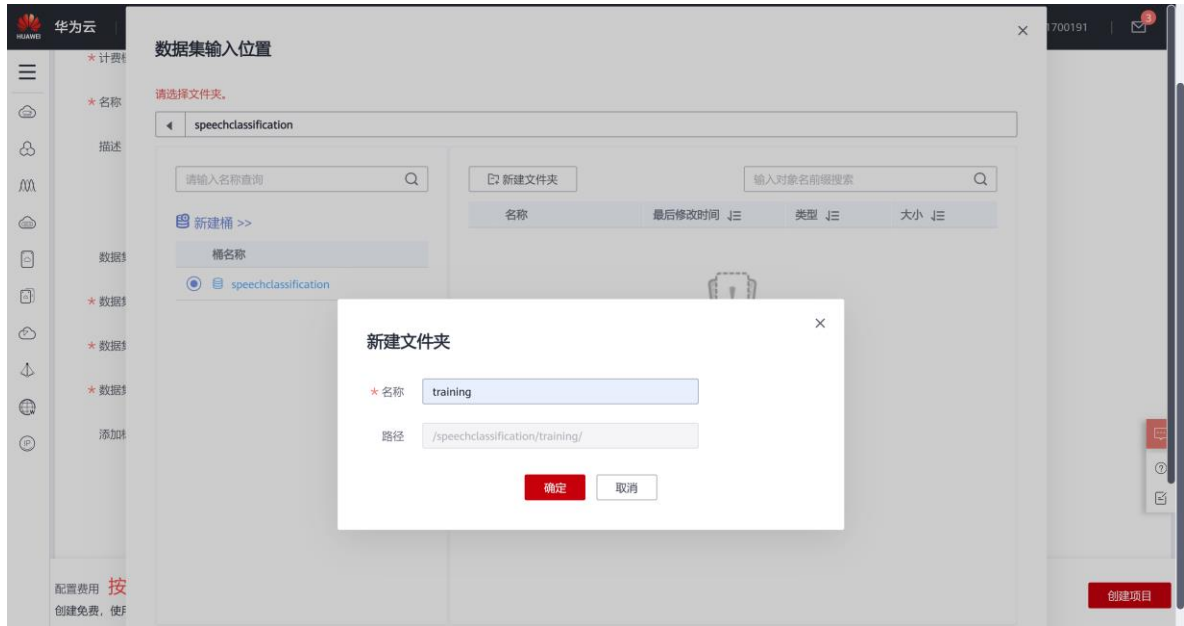 HUAWEI 华为云 1700191 3
数据集输入位置
* 计费
* 名称
请选择文件夹。
speechclassification
描述
请输入名称查询 新建文件夹 输入对象名前缀搜索
名称 最后修改时间 类型 大小
新建桶 >>
桶名称
数据
speechclassification
* 数据
新建文件夹
* 数据
* 名称 training
* 数据
路径 /speechclassification/training/
添加
确定 取消
配置费用 按
创建免费，使
创建项目